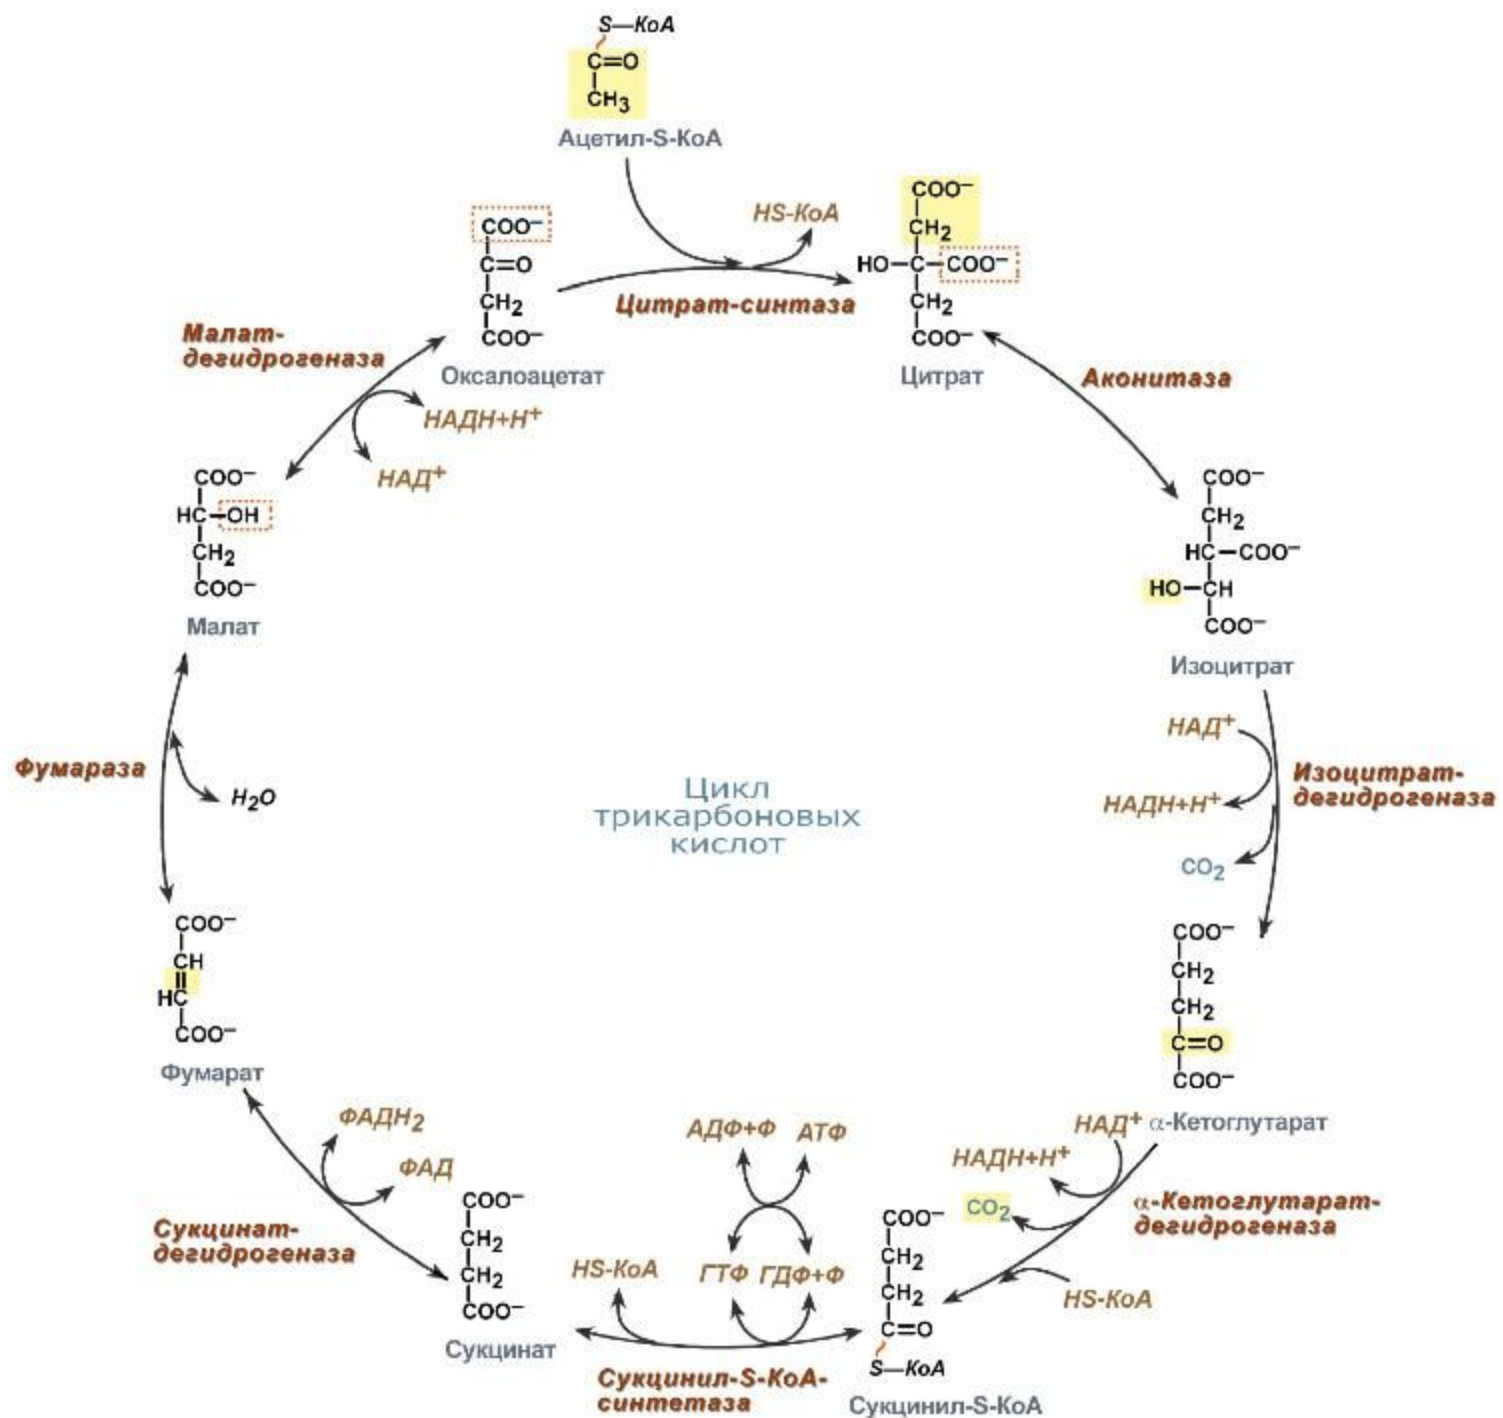 S—КоА
C=O
CH3
Ацетил-S-КоА
HS-КоА
COO–
C=O
CH2
COO–
Оксалоацетат
Цитрат-синтаза
COO–
CH2
HO–C–COO–
CH2
COO–
Цитрат
Малат-
дегидрогеназа
НАДН+Н+
НАД+
Аконитаза
COO–
HC–OH
CH2
COO–
Малат
COO–
CH2
HC–COO–
HO–CH
COO–
Изоцитрат
НАД+
НАДН+Н+
CO2
Изоцитрат-
дегидрогеназа
Фумараза
H2O
Цикл
трикарбоновых
кислот
COO–
CH
HC
COO–
Фумарат
COO–
CH2
CH2
C=O
COO–
α-Кетоглутарат
НАД+
НАДН+Н+
CO2
α-Кетоглутарат-
дегидрогеназа
HS-КоА
ФАДН2
ФАД
Сукцинат-
дегидрогеназа
COO–
CH2
CH2
COO–
Сукцинат
АДФ+Ф АТФ
HS-КоА ГТФ ГДФ+Ф
Сукцинил-S-КоА-
синтетаза
COO–
CH2
CH2
C=O
S—КоА
Сукцинил-S-КоА